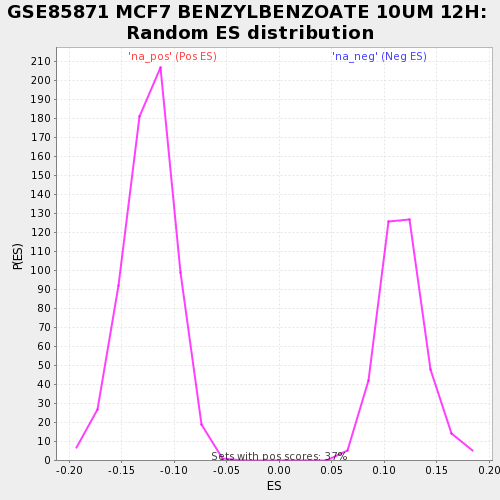 GSE85871 MCF7 BENZYLBENZOATE 10UM 12H:
Random ES distribution
'na_pos' (Pos ES)
'na_neg' (Neg ES)
P(ES)
210
200
190
180
170
160
150
140
130
120
110
100
90
80
70
60
50
40
30
20
10
0
Sets with pos scores: 37%
-0.20 -0.15 -0.10 -0.05 0.00 0.05 0.10 0.15 0.20
ES